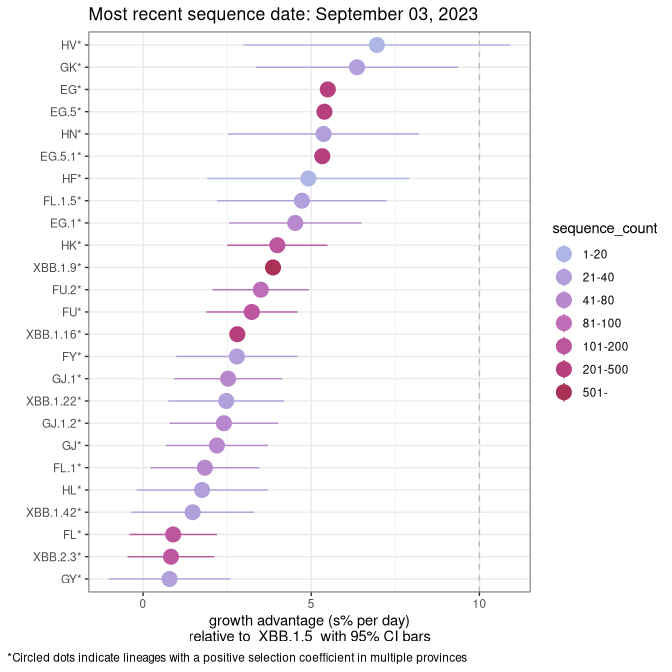 Most recent sequence date: September 03, 2023
HV*
GK*
EG*
EG.5*
HN*
EG.5.1*
HF*
FL.1.5*
EG.1*
HK*
XBB.1.9*
FU.2*
FU*
XBB.1.16*
FY*
GJ.1*
XBB.1.22*
GJ.1.2*
GJ*
FL.1*
HL*
XBB.1.42*
FL*
XBB.2.3*
GY*
0 5 10
growth advantage (s% per day)
relative to XBB.1.5 with 95% CI bars
sequence_count
1-20
21-40
41-80
81-100
101-200
201-500
501-
*Circled dots indicate lineages with a positive selection coefficient in multiple provinces